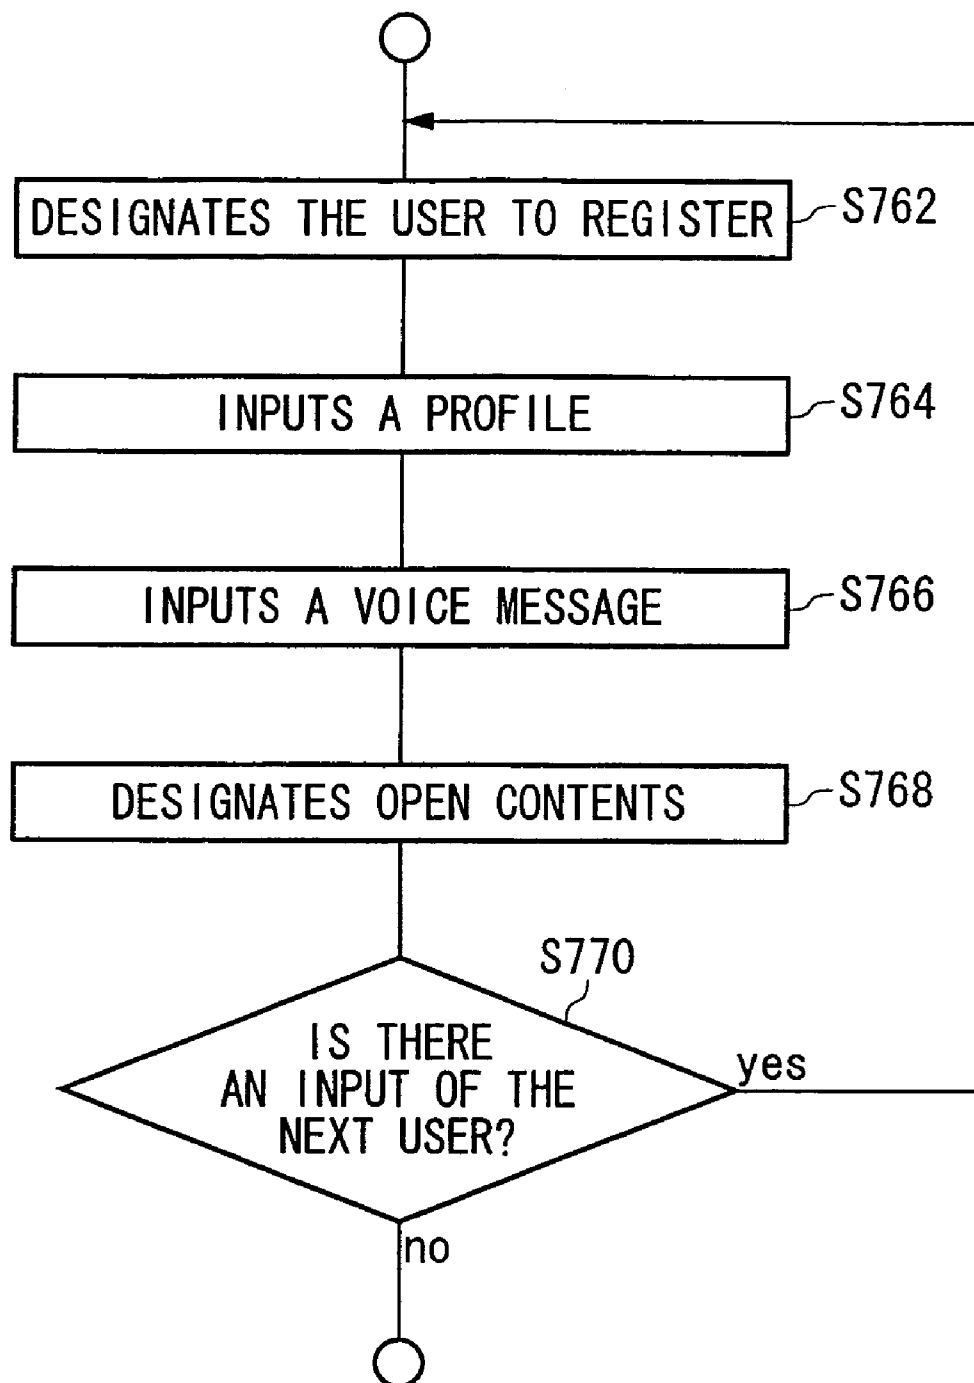 DESIGNATES THE USER TO REGISTER S762
INPUTS A PROFILE S764
INPUTS A VOICE MESSAGE S766
DESIGNATES OPEN CONTENTS S768
S770
IS THERE
AN INPUT OF THE
NEXT USER?
yes
no